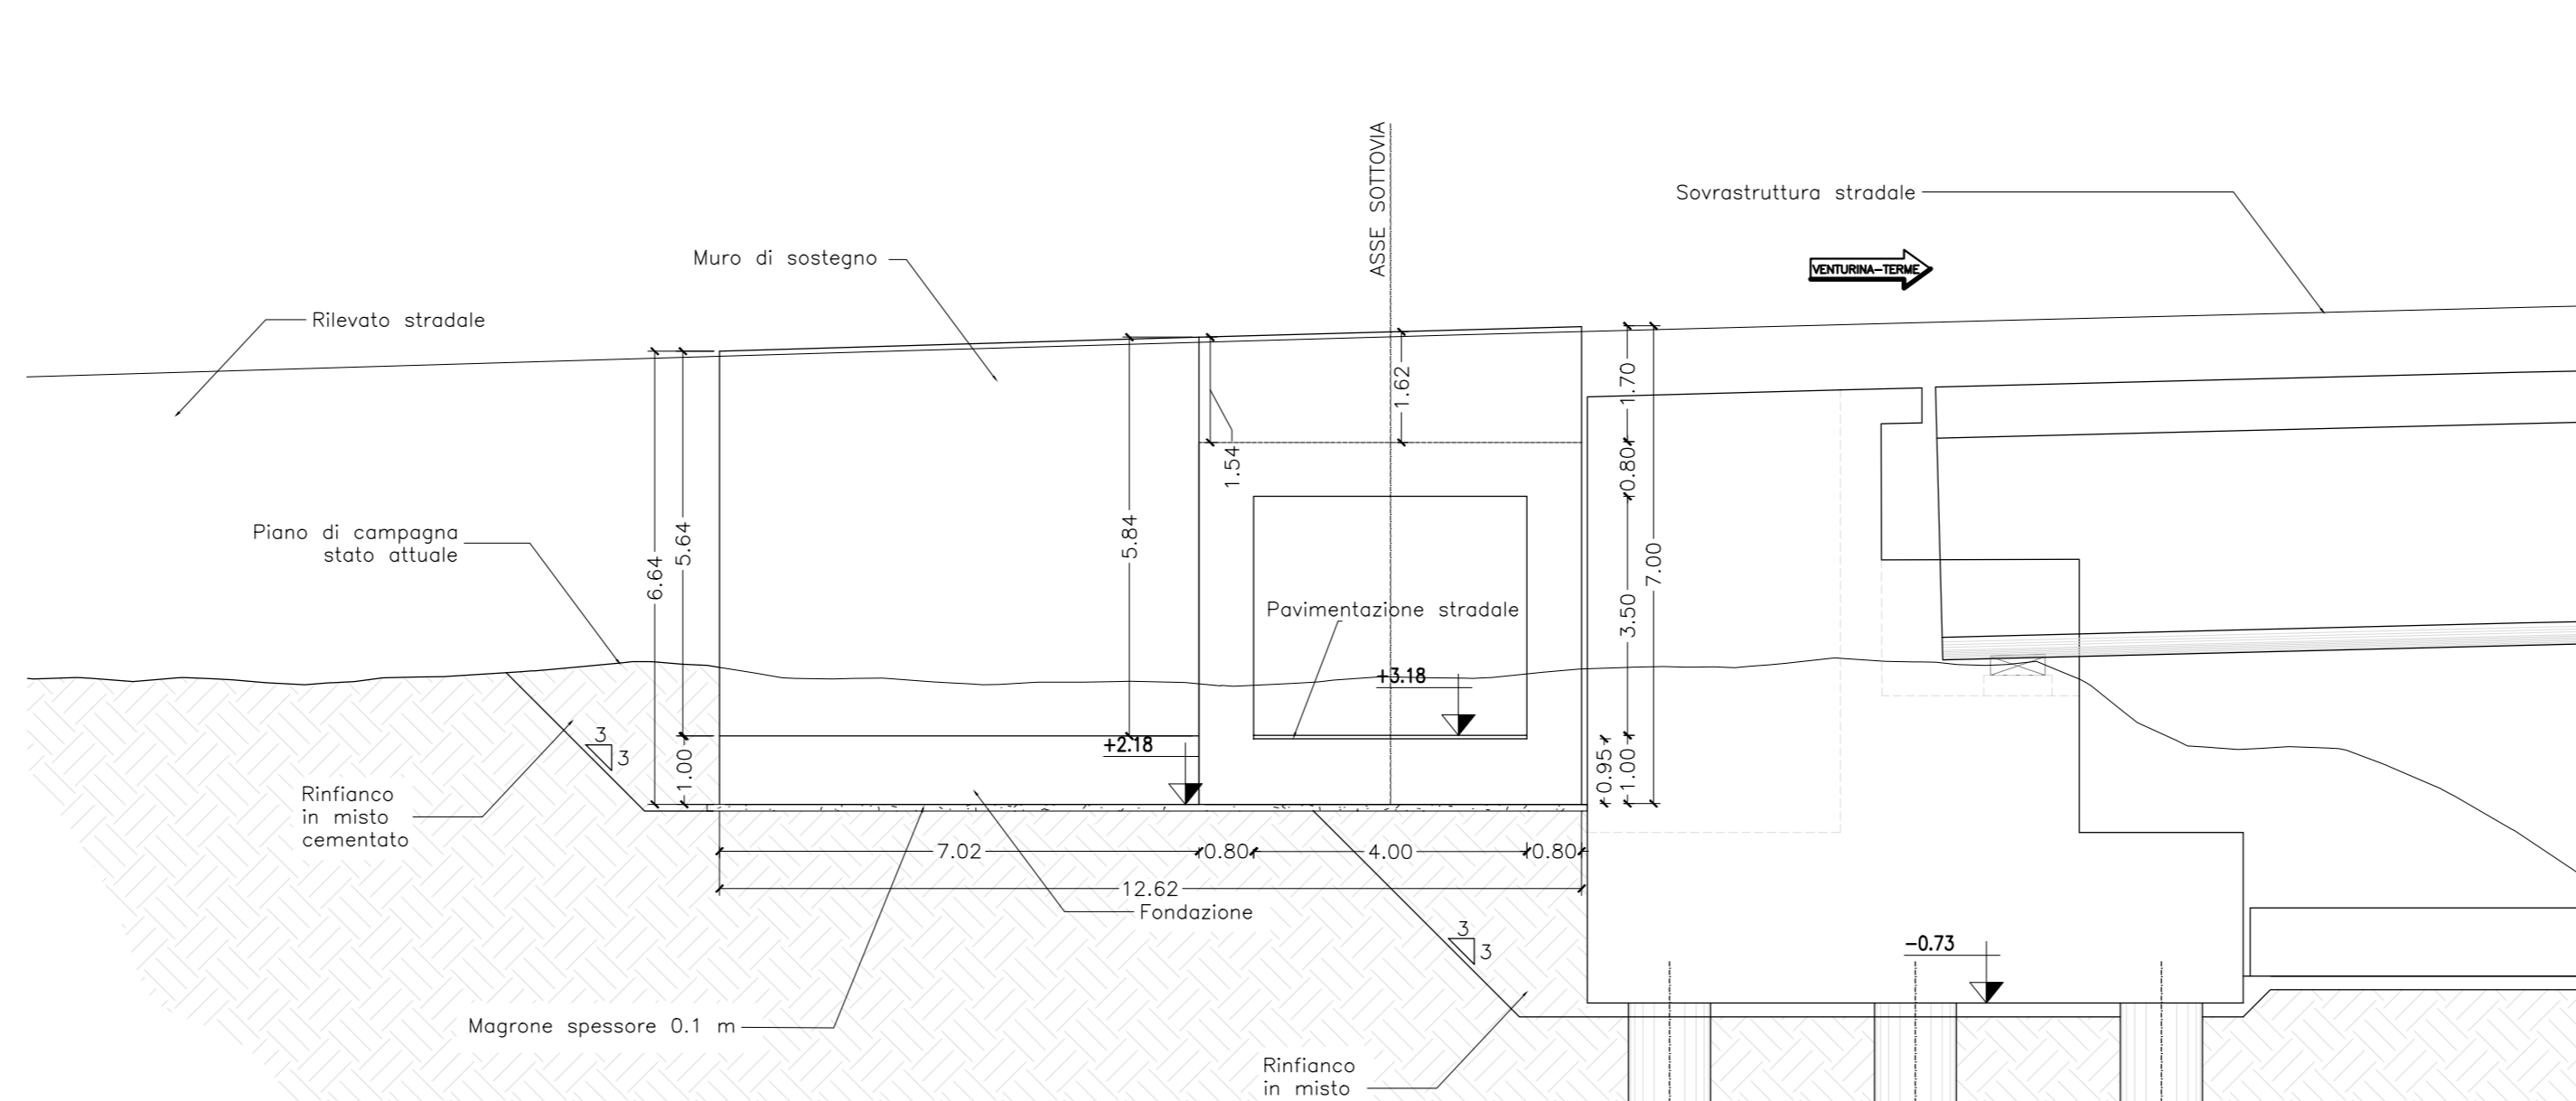 ASSE SOTTOVIA
Sovrastruttura stradale
Muro di sostegno
VENTURINA-TERME
Rilevato stradale
1.70
1.62
1.54
0.80
Piano di campagna
stato attuale
6.64
5.64
5.84
7.00
3.50
Pavimentazione stradale
+3.18
3
3
+2.18
1.00
0.95
1.00
Rinfianco
in misto
cementato
7.02
0.80
4.00
0.80
12.62
Fondazione
3
3
-0.73
Magrone spessore 0.1 m
Rinfianco
in misto